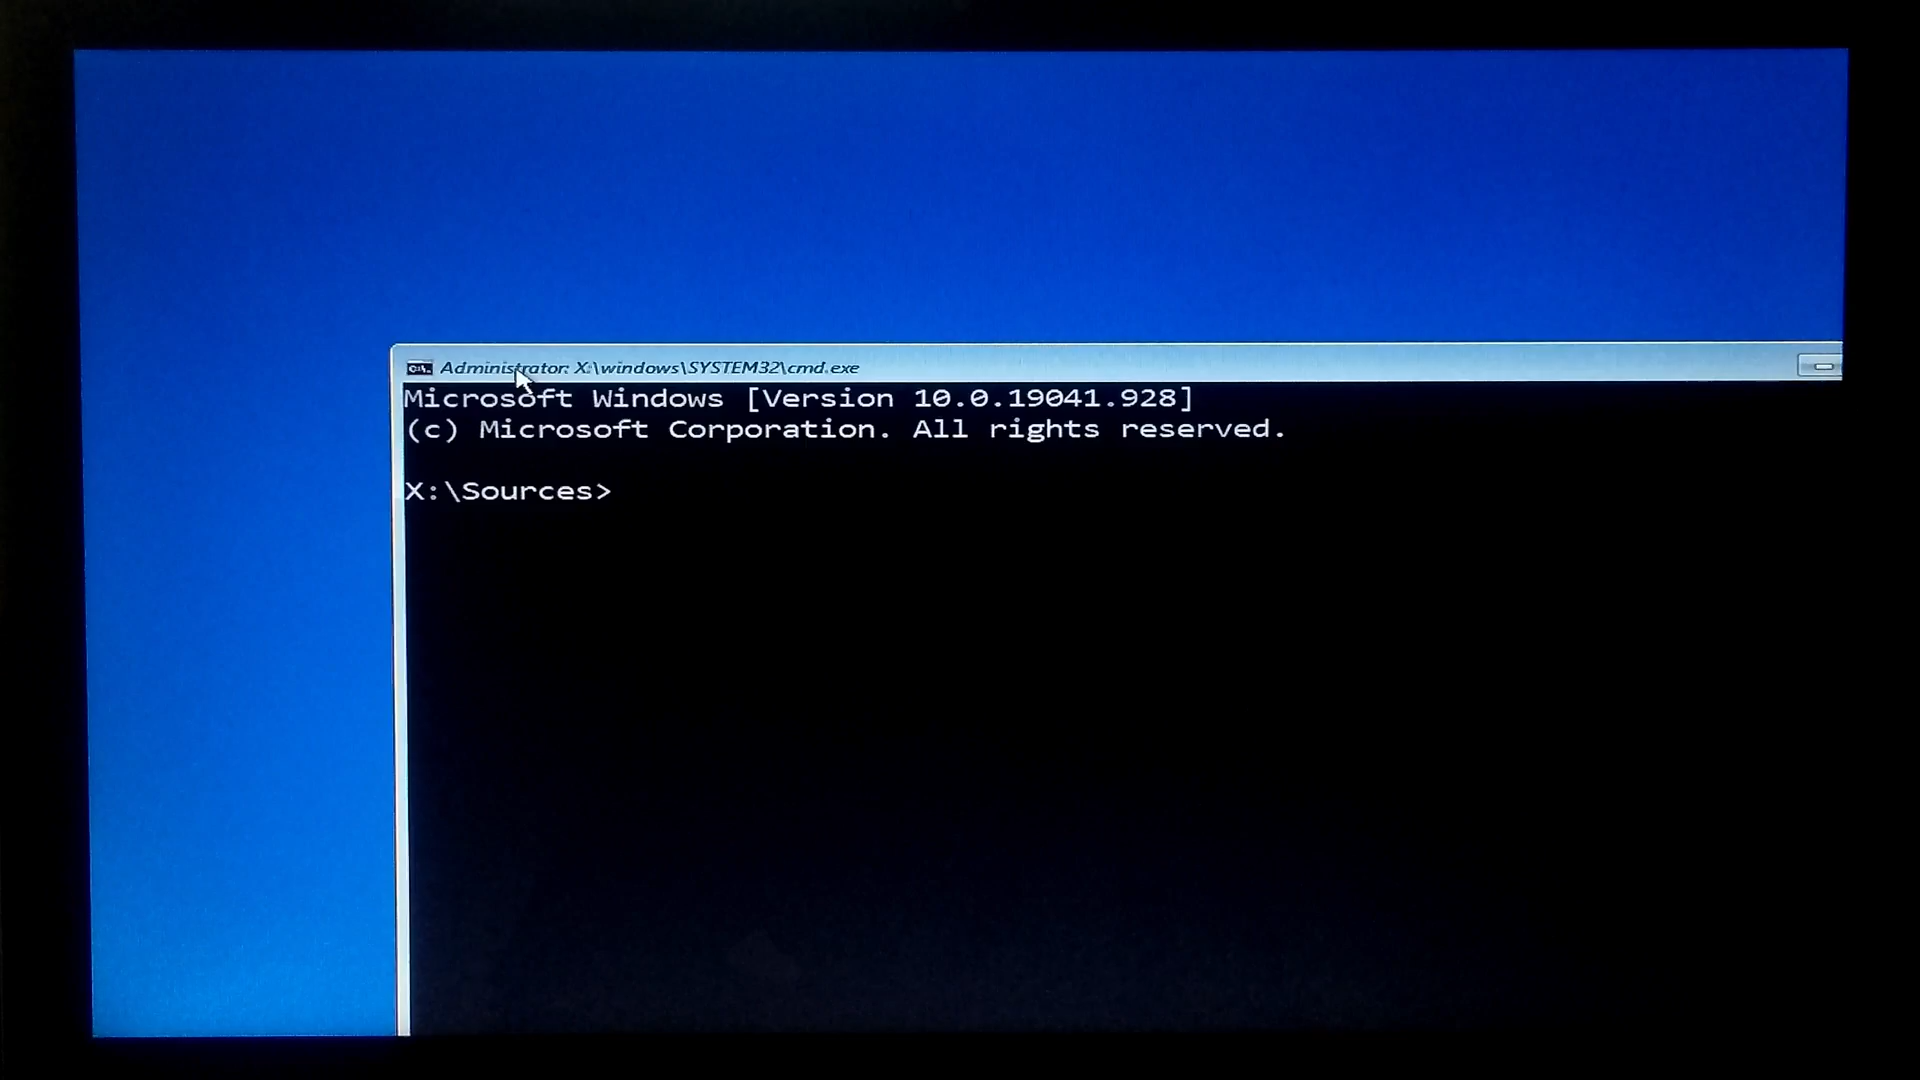 Administrator: X:\windows\SYSTEM32\cmd.exe
Microsoft Windows [Version 10.0.19041.928]
(c) Microsoft Corporation. All rights reserved.
X:\Sources>